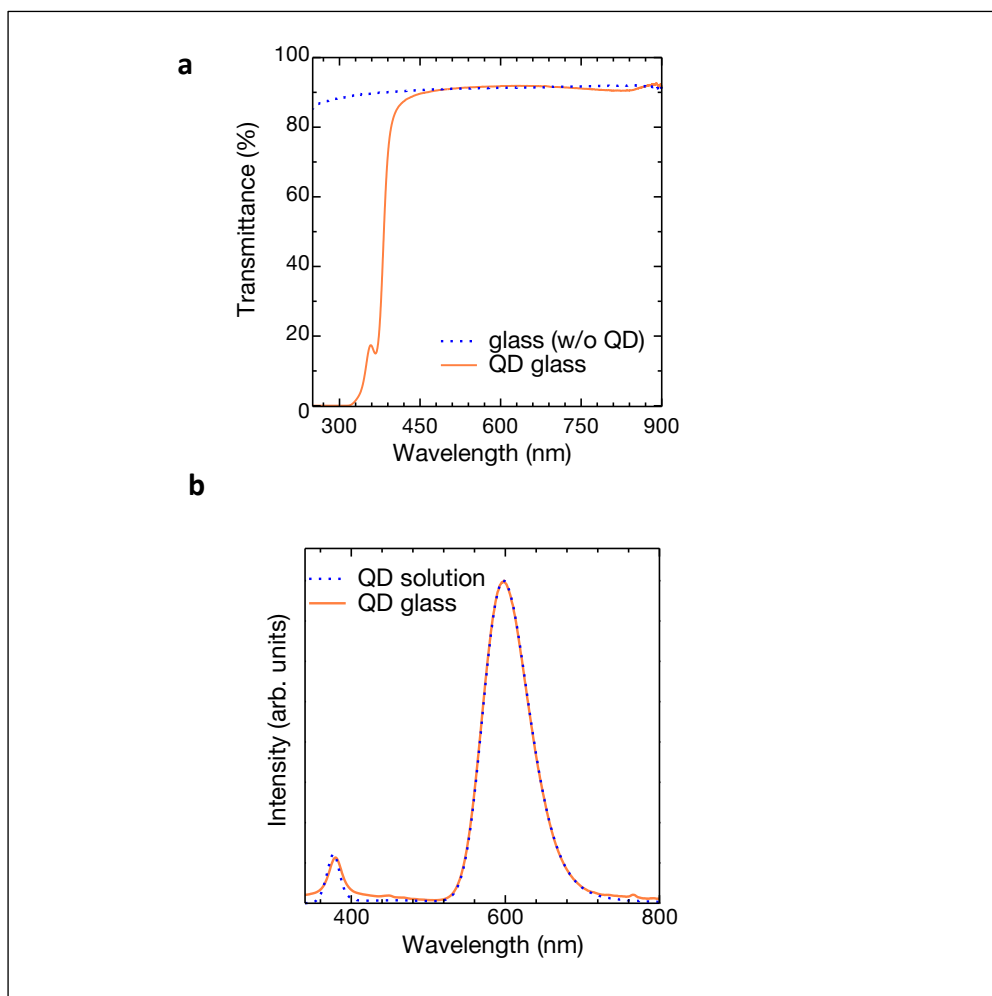 a
100
80
60
40
20
0
Transmittance (%)
glass (w/o QD)
QD glass
300 450 600 750 900
Wavelength (nm)
b
QD solution
QD glass
Intensity (arb. units)
400 600 800
Wavelength (nm)